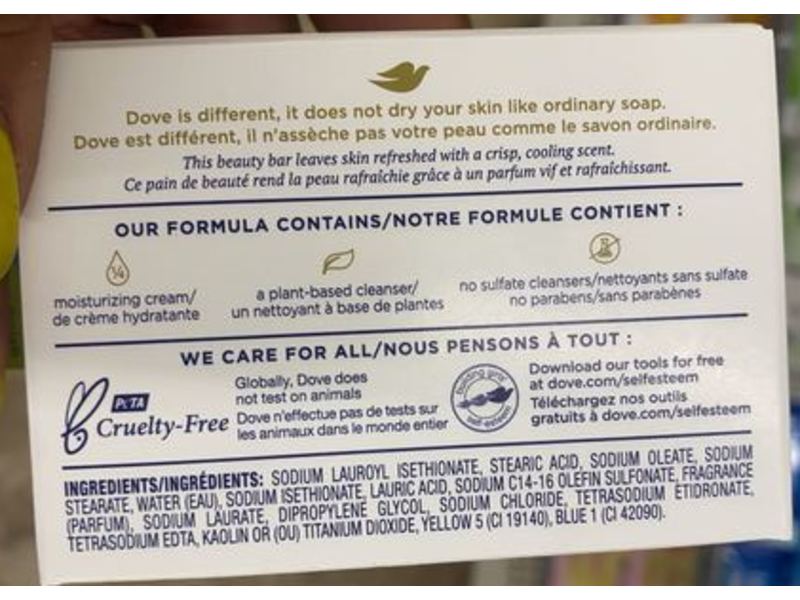 Dove is different, it does not dry your skin like ordinary soap.
Dove est différent, il n'assèche pas votre peau comme le savon ordinaire.
This beauty bar leaves skin refreshed with a crisp, cooling scent.
Ce pain de beauté rend la peau rafraîchie grâce à un parfum vif et rafraîchissant.
OUR FORMULA CONTAINS/NOTRE FORMULE CONTIENT :
¼
moisturizing cream/
de crème hydratante
a plant-based cleanser/
un nettoyant à base de plantes
no sulfate cleansers/nettoyants sans sulfate
no parabens/sans parabènes
WE CARE FOR ALL/NOUS PENSONS À TOUT :
PETA
Cruelty-Free
Globally, Dove does
not test on animals
Dove n'effectue pas de tests sur
les animaux dans le monde entier
building girls'
self-esteem
Download our tools for free
at dove.com/selfesteem
Téléchargez nos outils
gratuits à dove.com/selfesteem
INGREDIENTS/INGRÉDIENTS: SODIUM LAUROYL ISETHIONATE, STEARIC ACID, SODIUM OLEATE, SODIUM
STEARATE, WATER (EAU), SODIUM ISETHIONATE, LAURIC ACID, SODIUM C14-16 OLEFIN SULFONATE, FRAGRANCE
(PARFUM), SODIUM LAURATE, DIPROPYLENE GLYCOL, SODIUM CHLORIDE, TETRASODIUM ETIDRONATE,
TETRASODIUM EDTA, KAOLIN OR (OU) TITANIUM DIOXIDE, YELLOW 5 (CI 19140), BLUE 1 (CI 42090).